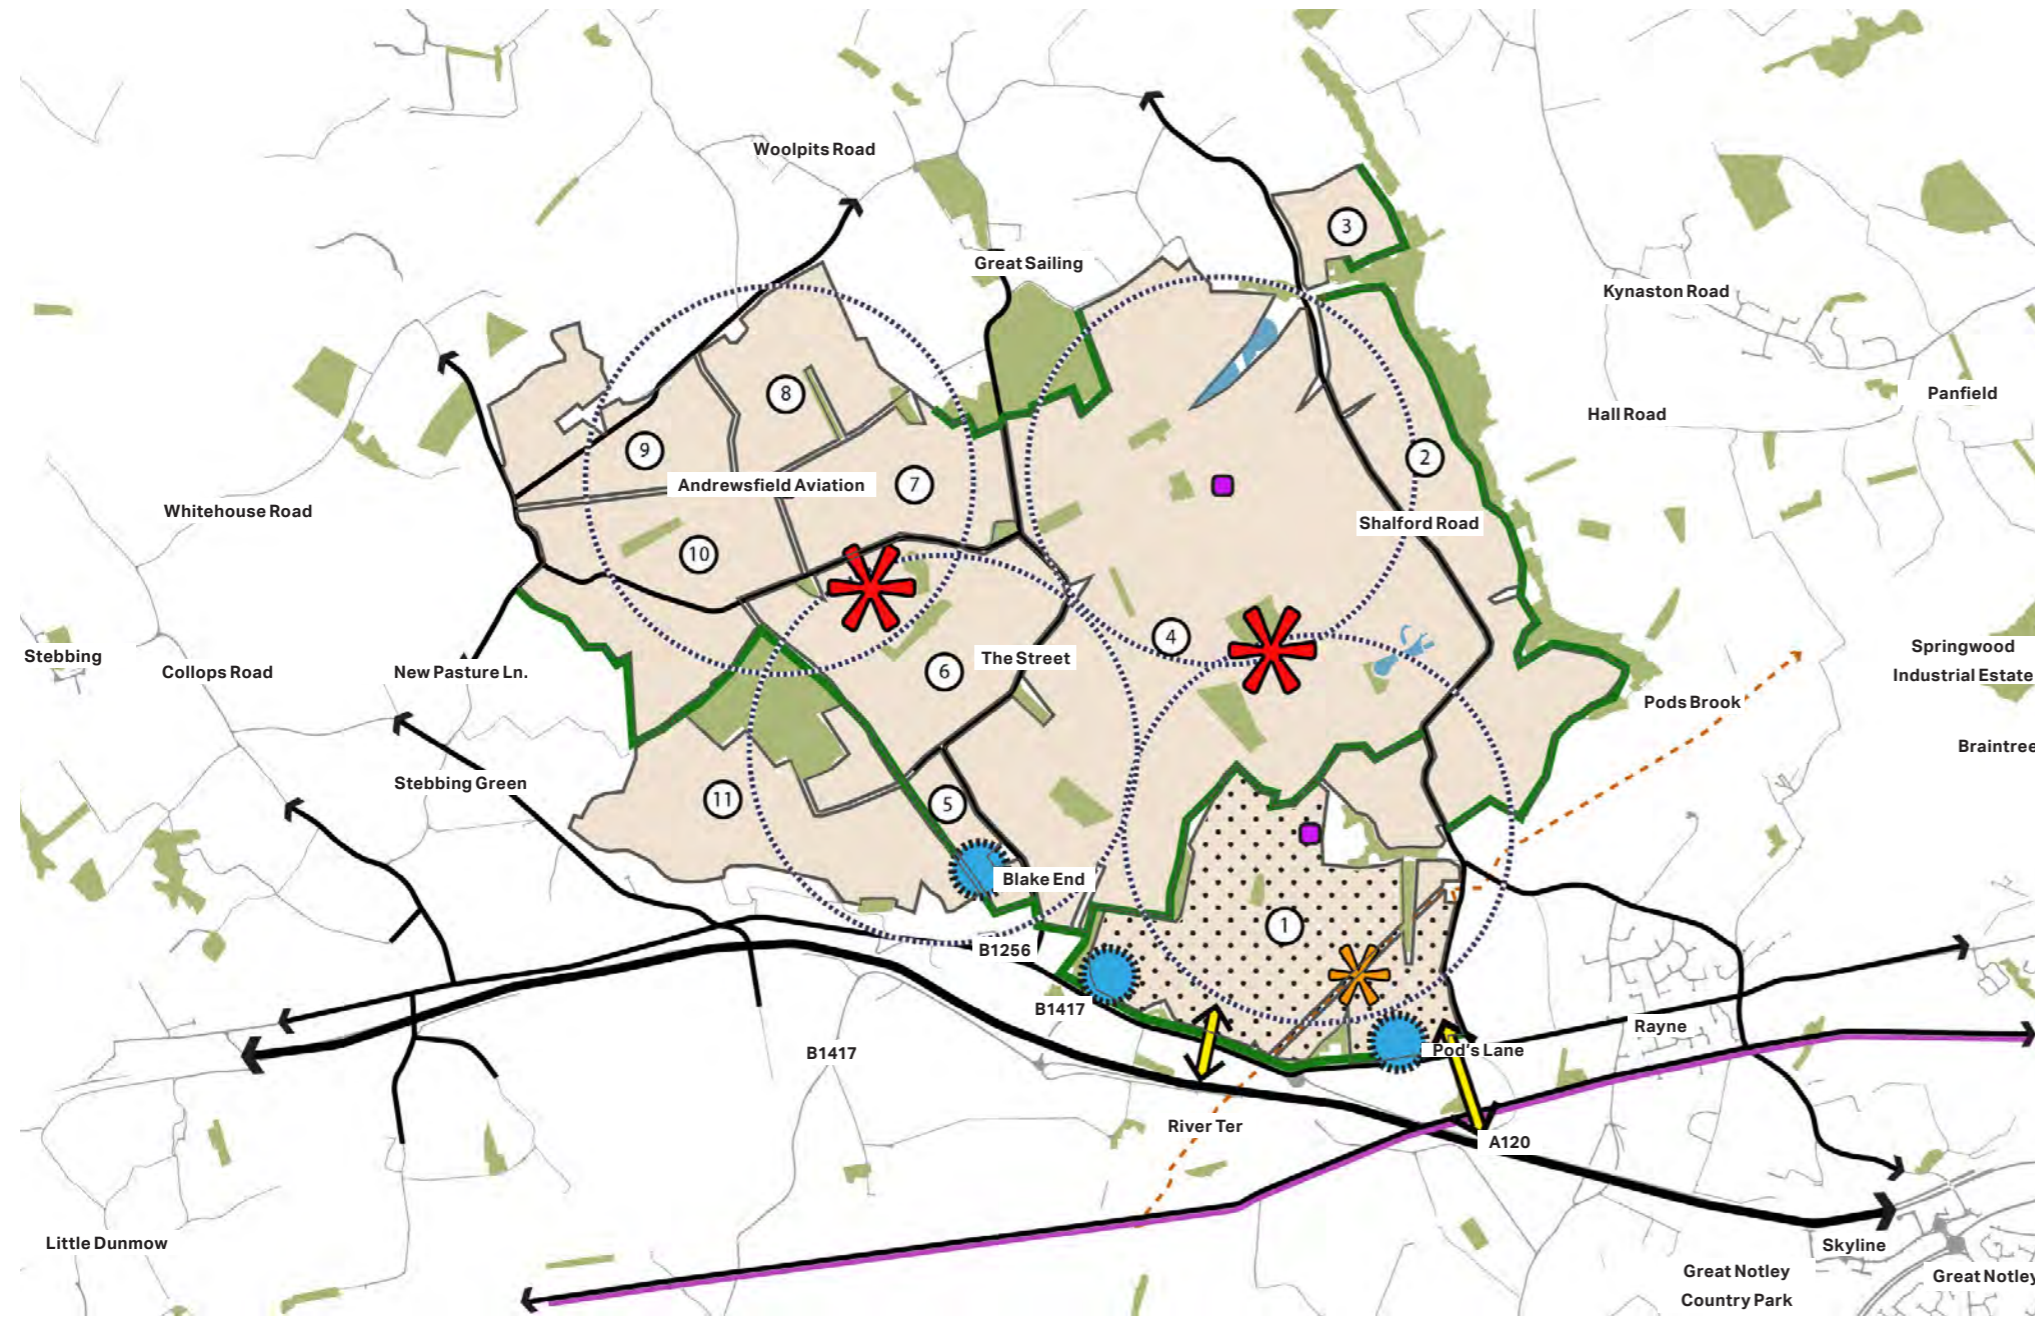 Woolpits Road
3
Great Sailing
Kynaston Road
8
Panfield
Hall Road
9
2
Andrewsfield Aviation
7
Whitehouse Road
Shalford Road
10
4
Springwood
Industrial Estate
Stebbing
The Street
Collops Road
New Pasture Ln.
6
Pods Brook
Braintree
Stebbing Green
11
5
Blake End
1
B1256
B1417
Rayne
B1417
Pod's Lane
River Ter
A120
Little Dunmow
Skyline
Great Notley
Country Park
Great Notley